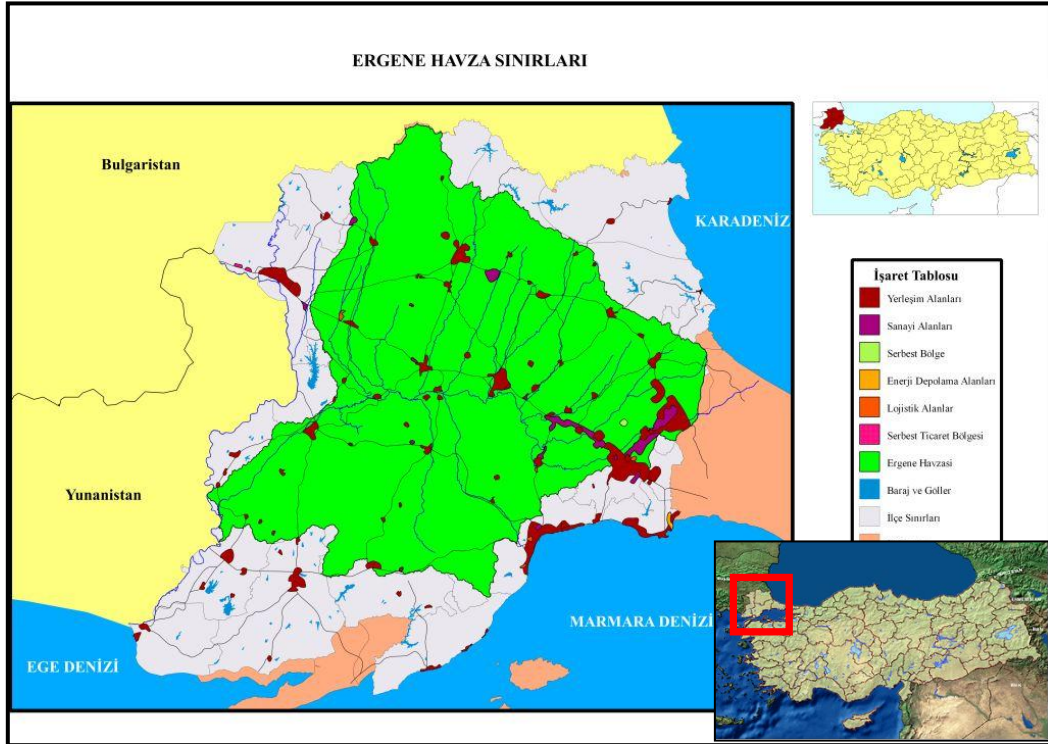 ERGENE HAVZA SINIRLARI
Bulgaristan
KARADENİZ
Yunanistan
EGE DENİZİ
MARMARA DENİZİ
İşaret Tablosu
Yerleşim Alanları
Sanayi Alanları
Serbest Bölge
Enerji Depolama Alanları
Lojistik Alanlar
Serbest Ticaret Bölgesi
Ergene Havzasi
Baraj ve Göller
İlçe Sınırları